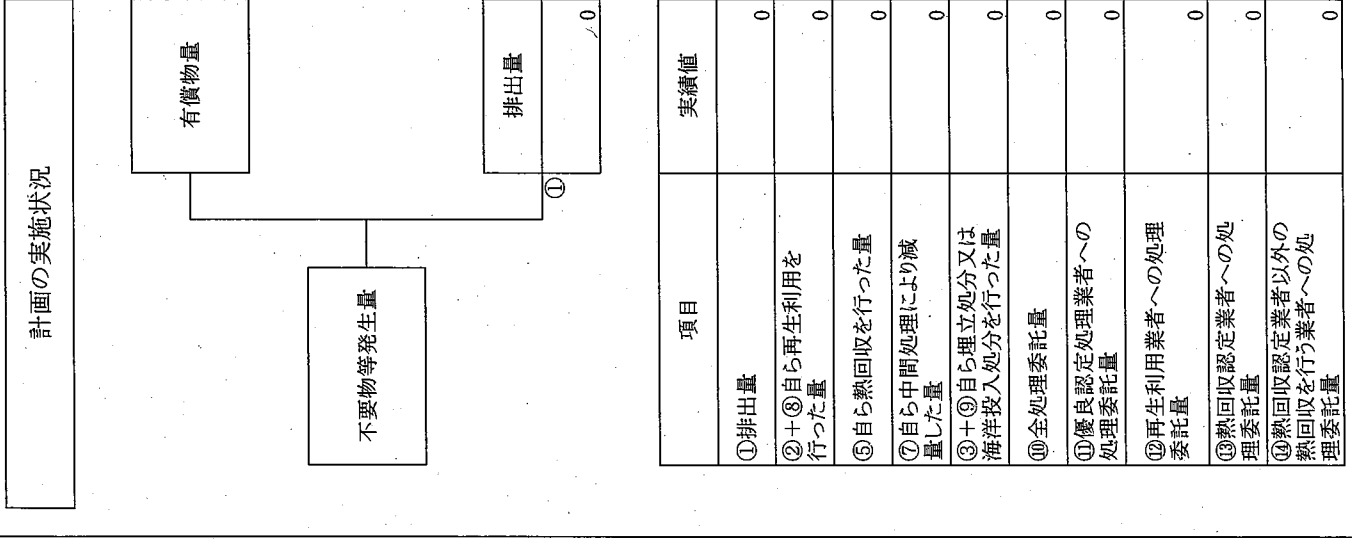 計画の実施状況
有償物量
不要物等発生量
①
排出量
0
項目
実績値
①排出量
0
②+⑧自ら再生利用を
行った量
0
⑤自ら熱回収を行った量
0
⑦自ら中間処理により減
量した量
0
③+⑨自ら埋立処分又は
海洋投入処分を行った量
0
⑩全処理委託量
0
⑪優良認定処理業者への
処理委託量
0
⑫再生利用業者への処理
委託量
0
⑬熱回収認定業者への処
理委託量
0
⑭熱回収認定業者以外の
熱回収を行う業者への処
理委託量
0